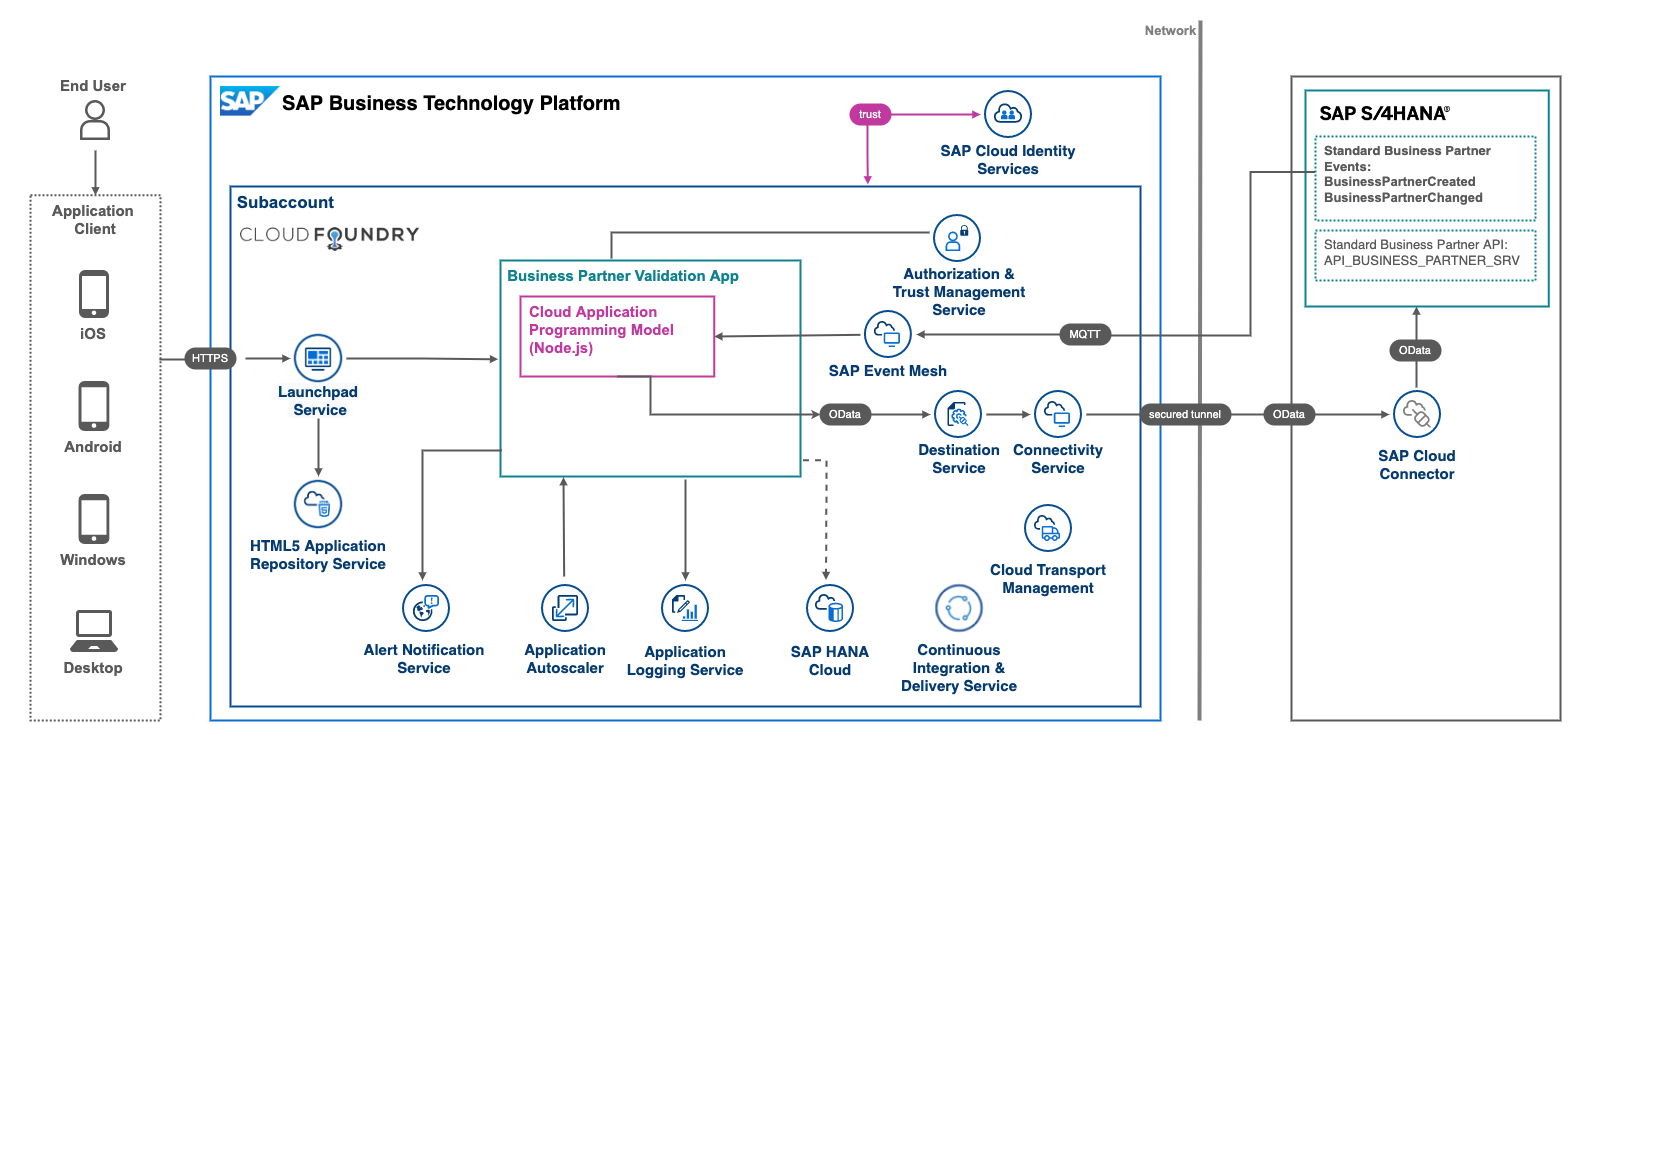 Network
End User
Application
Client
iOS
Android
Windows
Desktop
HTTPS
SAP
SAP Business Technology Platform
trust
SAP Cloud Identity
Services
Subaccount
CLOUD FOUNDRY
Launchpad
Service
HTML5 Application
Repository Service
Business Partner Validation App
Cloud Application
Programming Model
(Node.js)
Authorization &
Trust Management
Service
SAP Event Mesh
MQTT
OData
Destination
Service
Connectivity
Service
secured tunnel
OData
Cloud Transport
Management
Alert Notification
Service
Application
Autoscaler
Application
Logging Service
SAP HANA
Cloud
Continuous
Integration &
Delivery Service
SAP S/4HANA®
Standard Business Partner
Events:
BusinessPartnerCreated
BusinessPartnerChanged
Standard Business Partner API:
API_BUSINESS_PARTNER_SRV
OData
SAP Cloud
Connector